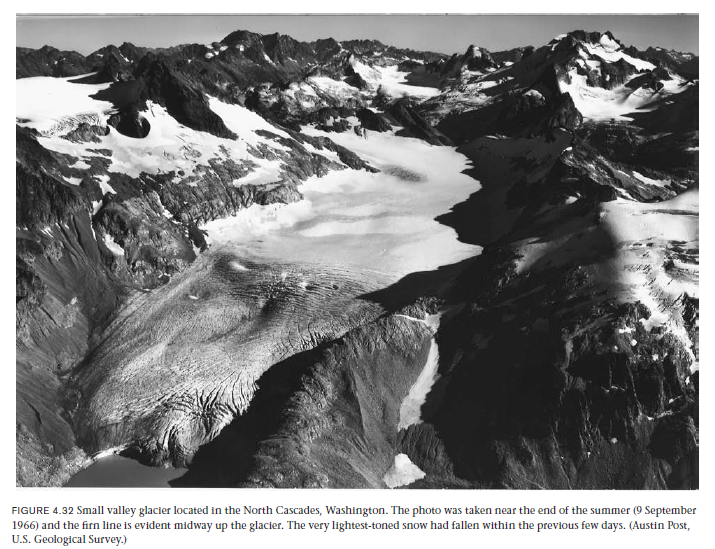 FIGURE 4.32 Small valley glacier located in the North Cascades, Washington. The photo was taken near the end of the summer (9 September
1966) and the firn line is evident midway up the glacier. The very lightest-toned snow had fallen within the previous few days. (Austin Post,
U.S. Geological Survey.)